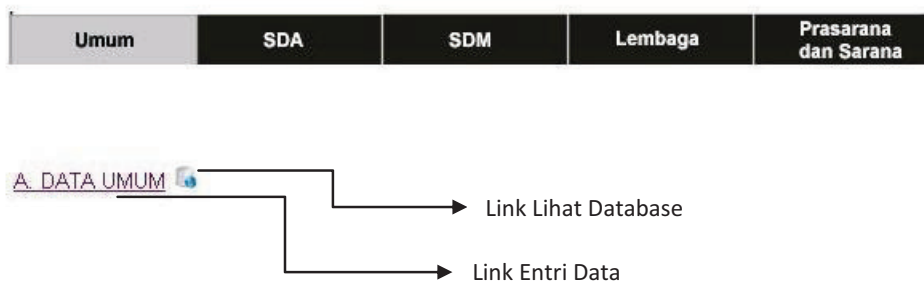 Umum
SDA
SDM
Lembaga
Prasarana
dan Sarana
A. DATA UMUM
Link Lihat Database
Link Entri Data